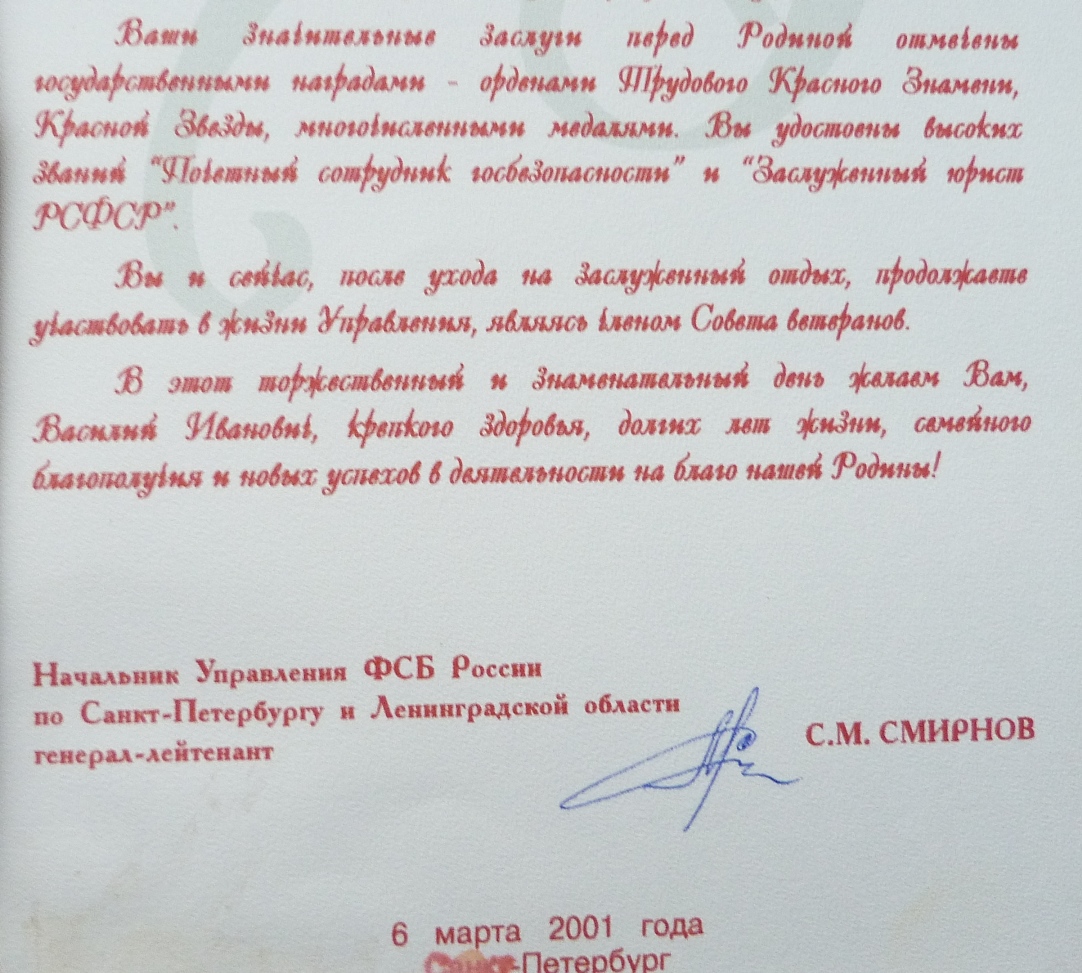 Ваши значительные заслуги перед Родиной отмечены
государственными наградами - орденами Трудового Красного Знамени,
Красной Звезды, многочисленными медалями. Вы удостоены высоких
званий “Почетный сотрудник госбезопасности” и “Заслуженный юрист
РСФСР”.
Вы и сейчас, после ухода на заслуженный отдых, продолжаете
участвовать в жизни Управления, являясь членом Совета ветеранов.
В этот торжественный и знаменательный день желаем Вам,
Василий Иванович, крепкого здоровья, долгих лет жизни, семейного
благополучия и новых успехов в деятельности на благо нашей Родины!
Начальник Управления ФСБ России
по Санкт-Петербургу и Ленинградской области
генерал-лейтенант
С.М. СМИРНОВ
6 марта 2001 года
Санкт-Петербург